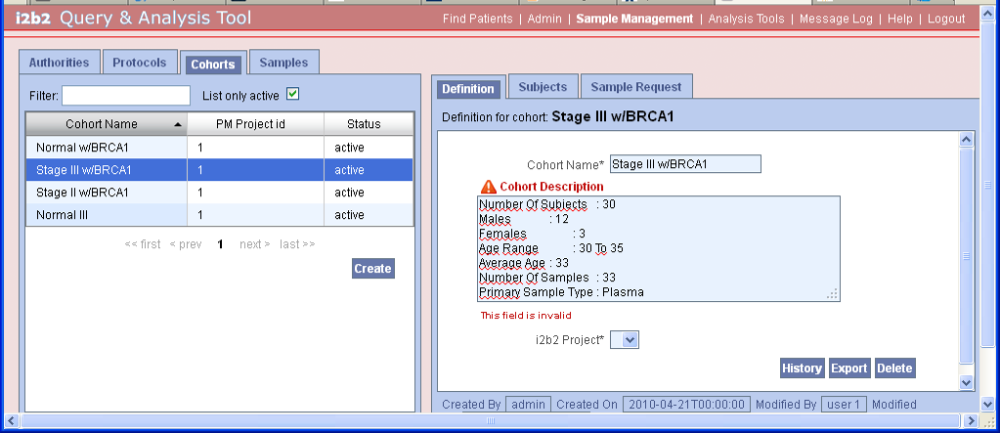 i2b2 Query & Analysis Tool
Find Patients | Admin | Sample Management | Analysis Tools | Message Log | Help | Logout
Authorities Protocols Cohorts Samples
Filter: List only active
Cohort Name PM Project id Status
Normal w/BRCA1 1 active
Stage III w/BRCA1 1 active
Stage II w/BRCA1 1 active
Normal III 1 active
<< first < prev 1 next > last >>
Create
Definition Subjects Sample Request
Definition for cohort: Stage III w/BRCA1
Cohort Name* Stage III w/BRCA1
Cohort Description
Number Of Subjects : 30
Males : 12
Females : 3
Age Range : 30 To 35
Average Age : 33
Number Of Samples : 33
Primary Sample Type : Plasma
This field is invalid
i2b2 Project*
History Export Delete
Created By admin Created On 2010-04-21T00:00:00 Modified By user 1 Modified